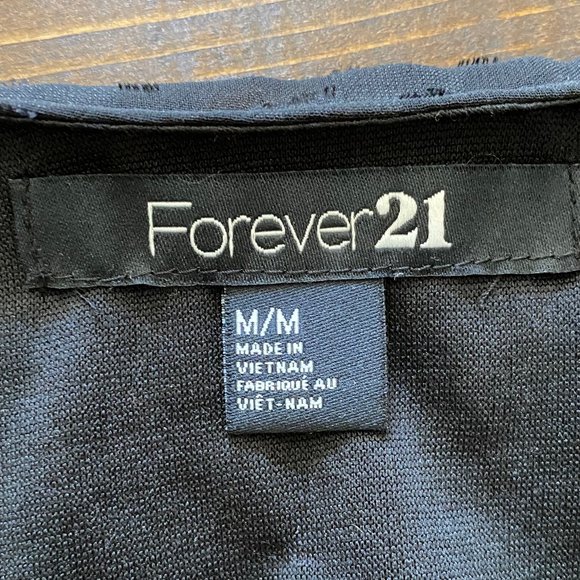 Forever21
M/M
MADE IN
VIETNAM
FABRIQUÉ AU
VIÊT-NAM